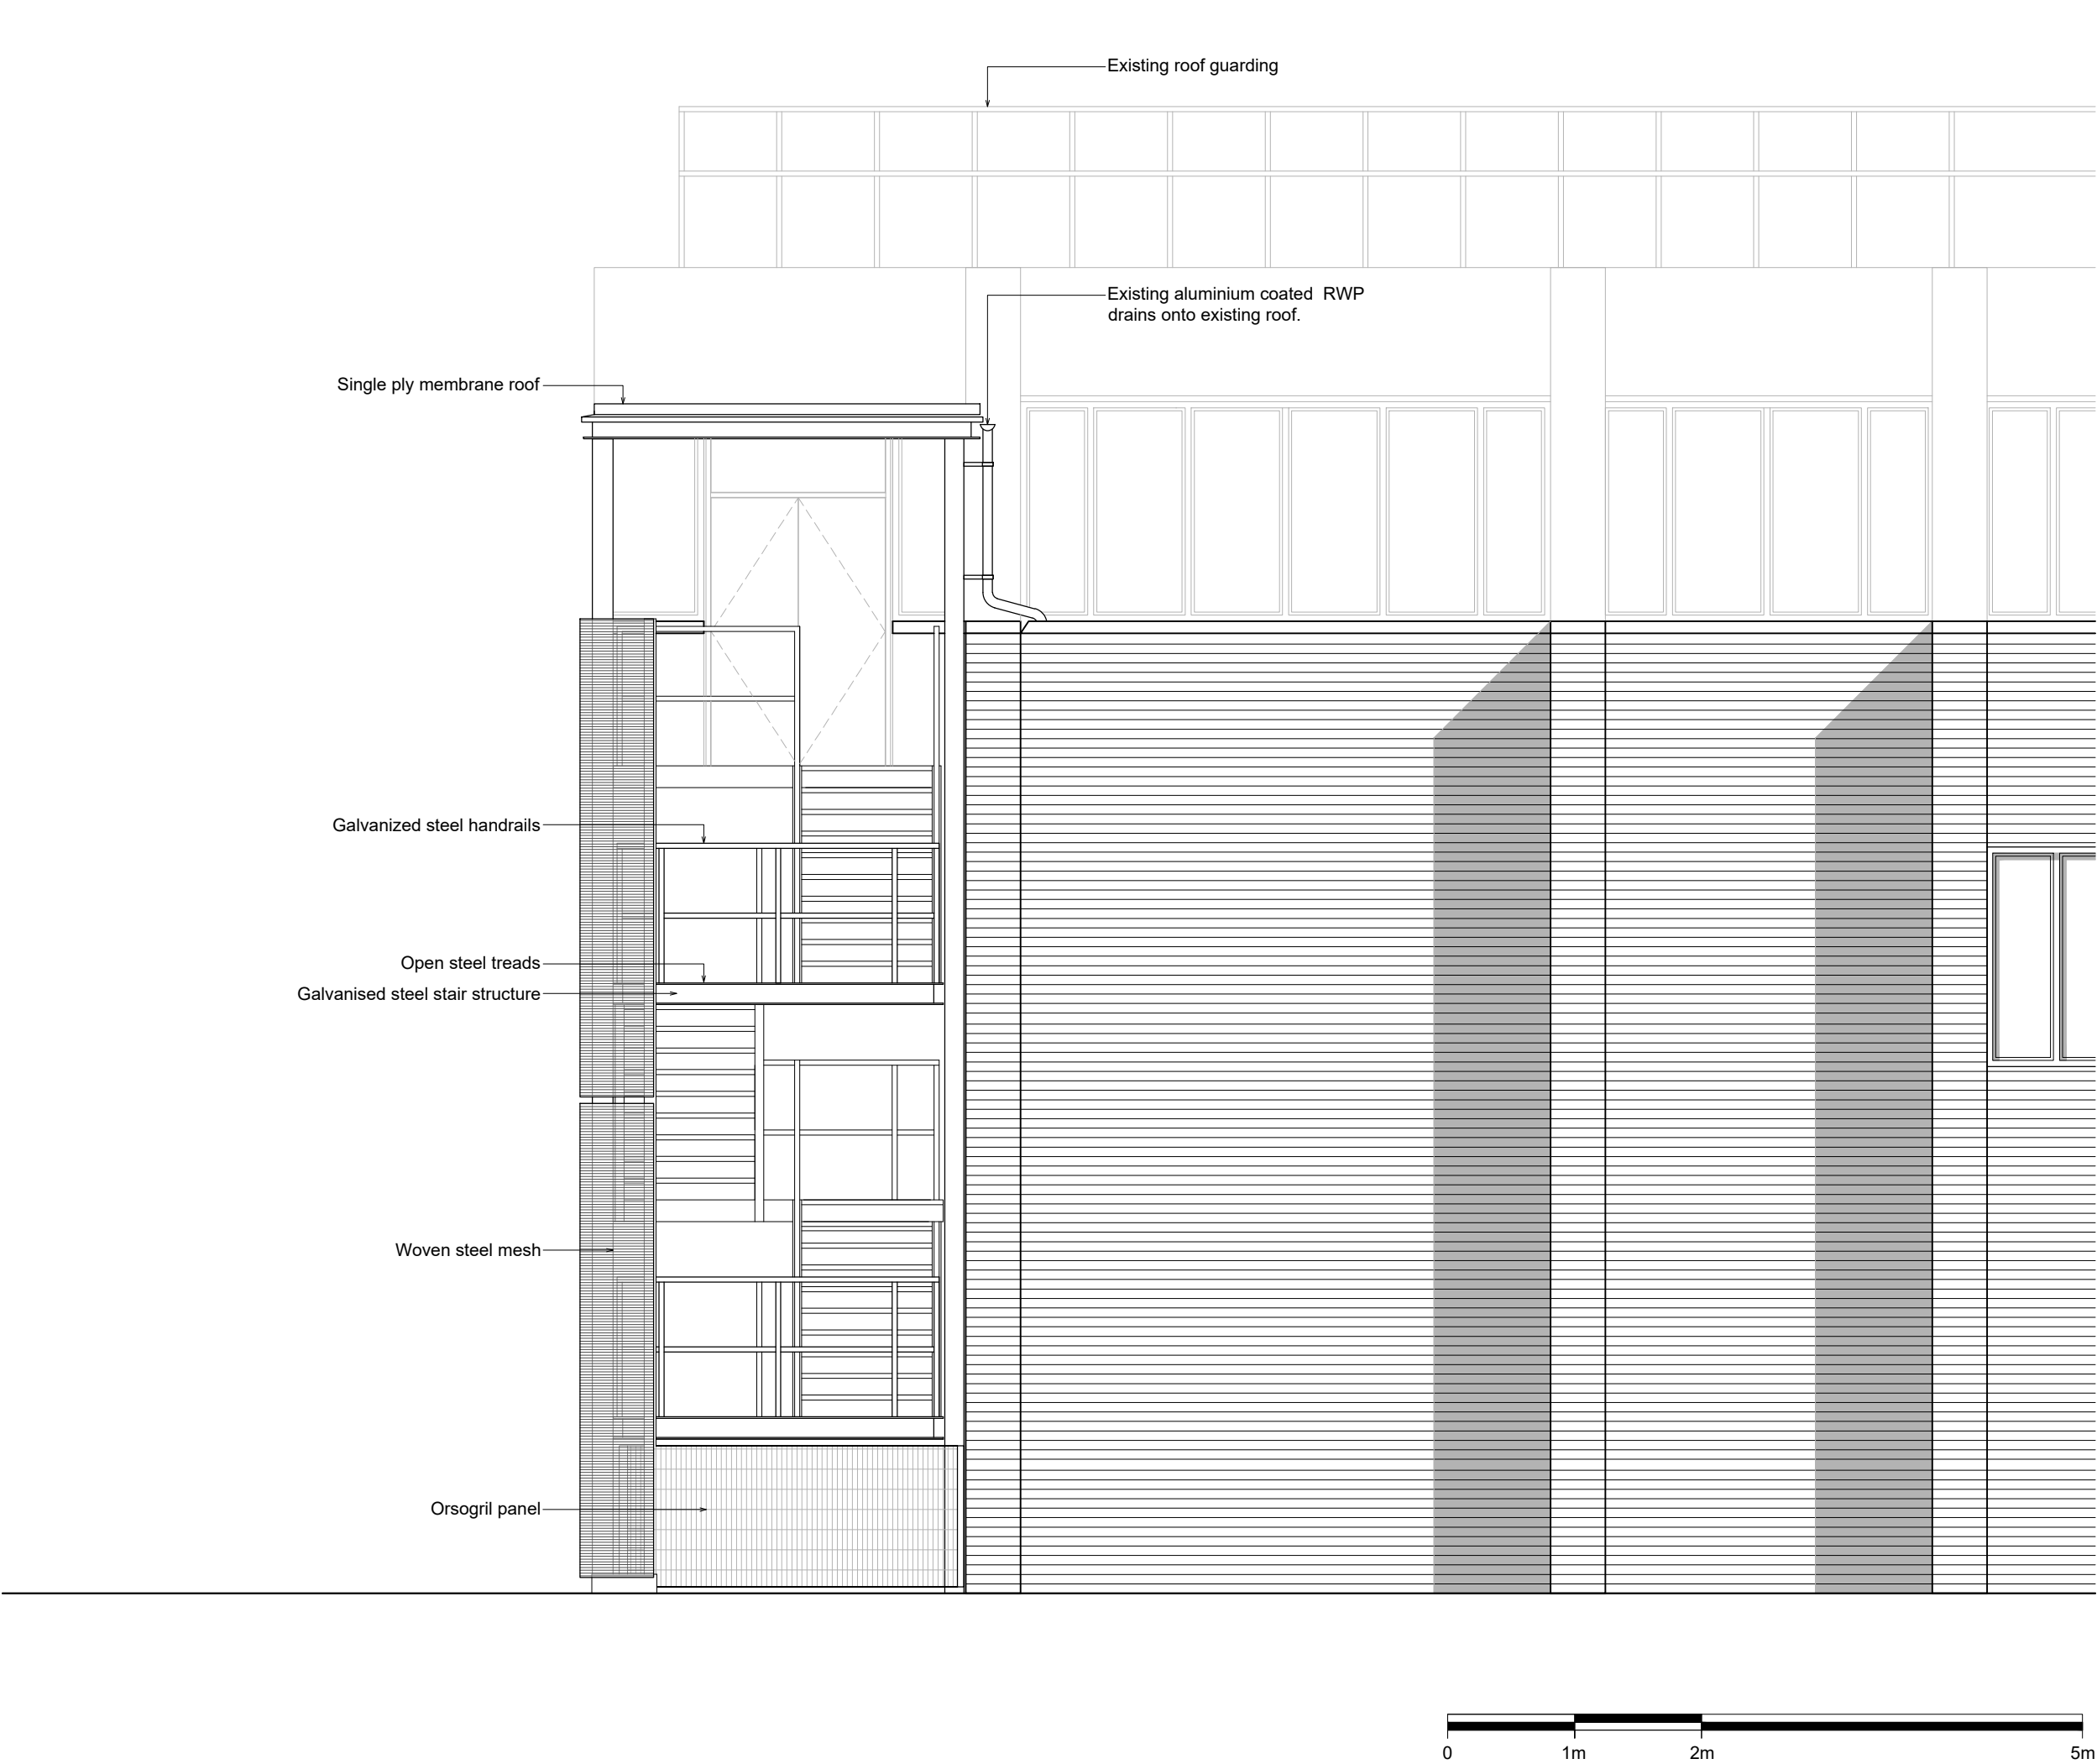 Existing roof guarding
Existing aluminium coated  RWP
drains onto existing roof.
Single ply membrane roof
Galvanized steel handrails
Open steel treads
Galvanised steel stair structure
Woven steel mesh
Orsogril panel
0 1m 2m 5m